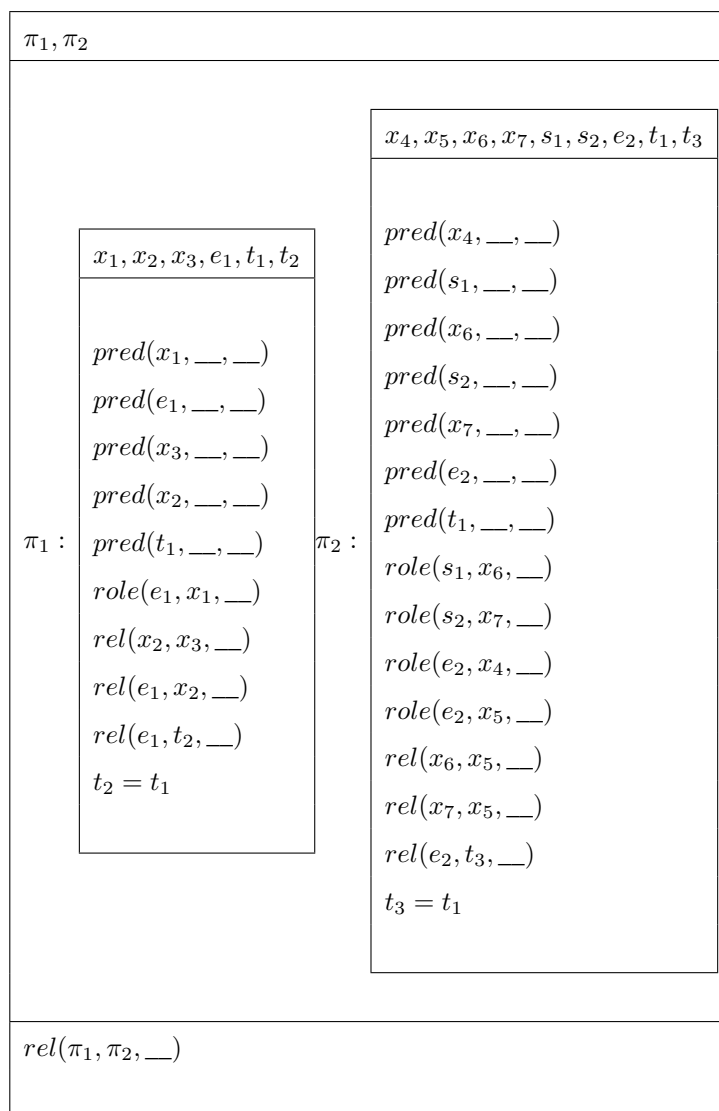 π₁, π₂
π₁ :
x₁, x₂, x₃, e₁, t₁, t₂
pred(x₁, __, __)
pred(e₁, __, __)
pred(x₃, __, __)
pred(x₂, __, __)
pred(t₁, __, __)
role(e₁, x₁, __)
rel(x₂, x₃, __)
rel(e₁, x₂, __)
rel(e₁, t₂, __)
t₂ = t₁
π₂ :
x₄, x₅, x₆, x₇, s₁, s₂, e₂, t₁, t₃
pred(x₄, __, __)
pred(s₁, __, __)
pred(x₆, __, __)
pred(s₂, __, __)
pred(x₇, __, __)
pred(e₂, __, __)
pred(t₁, __, __)
role(s₁, x₆, __)
role(s₂, x₇, __)
role(e₂, x₄, __)
role(e₂, x₅, __)
rel(x₆, x₅, __)
rel(x₇, x₅, __)
rel(e₂, t₃, __)
t₃ = t₁
rel(π₁, π₂, __)